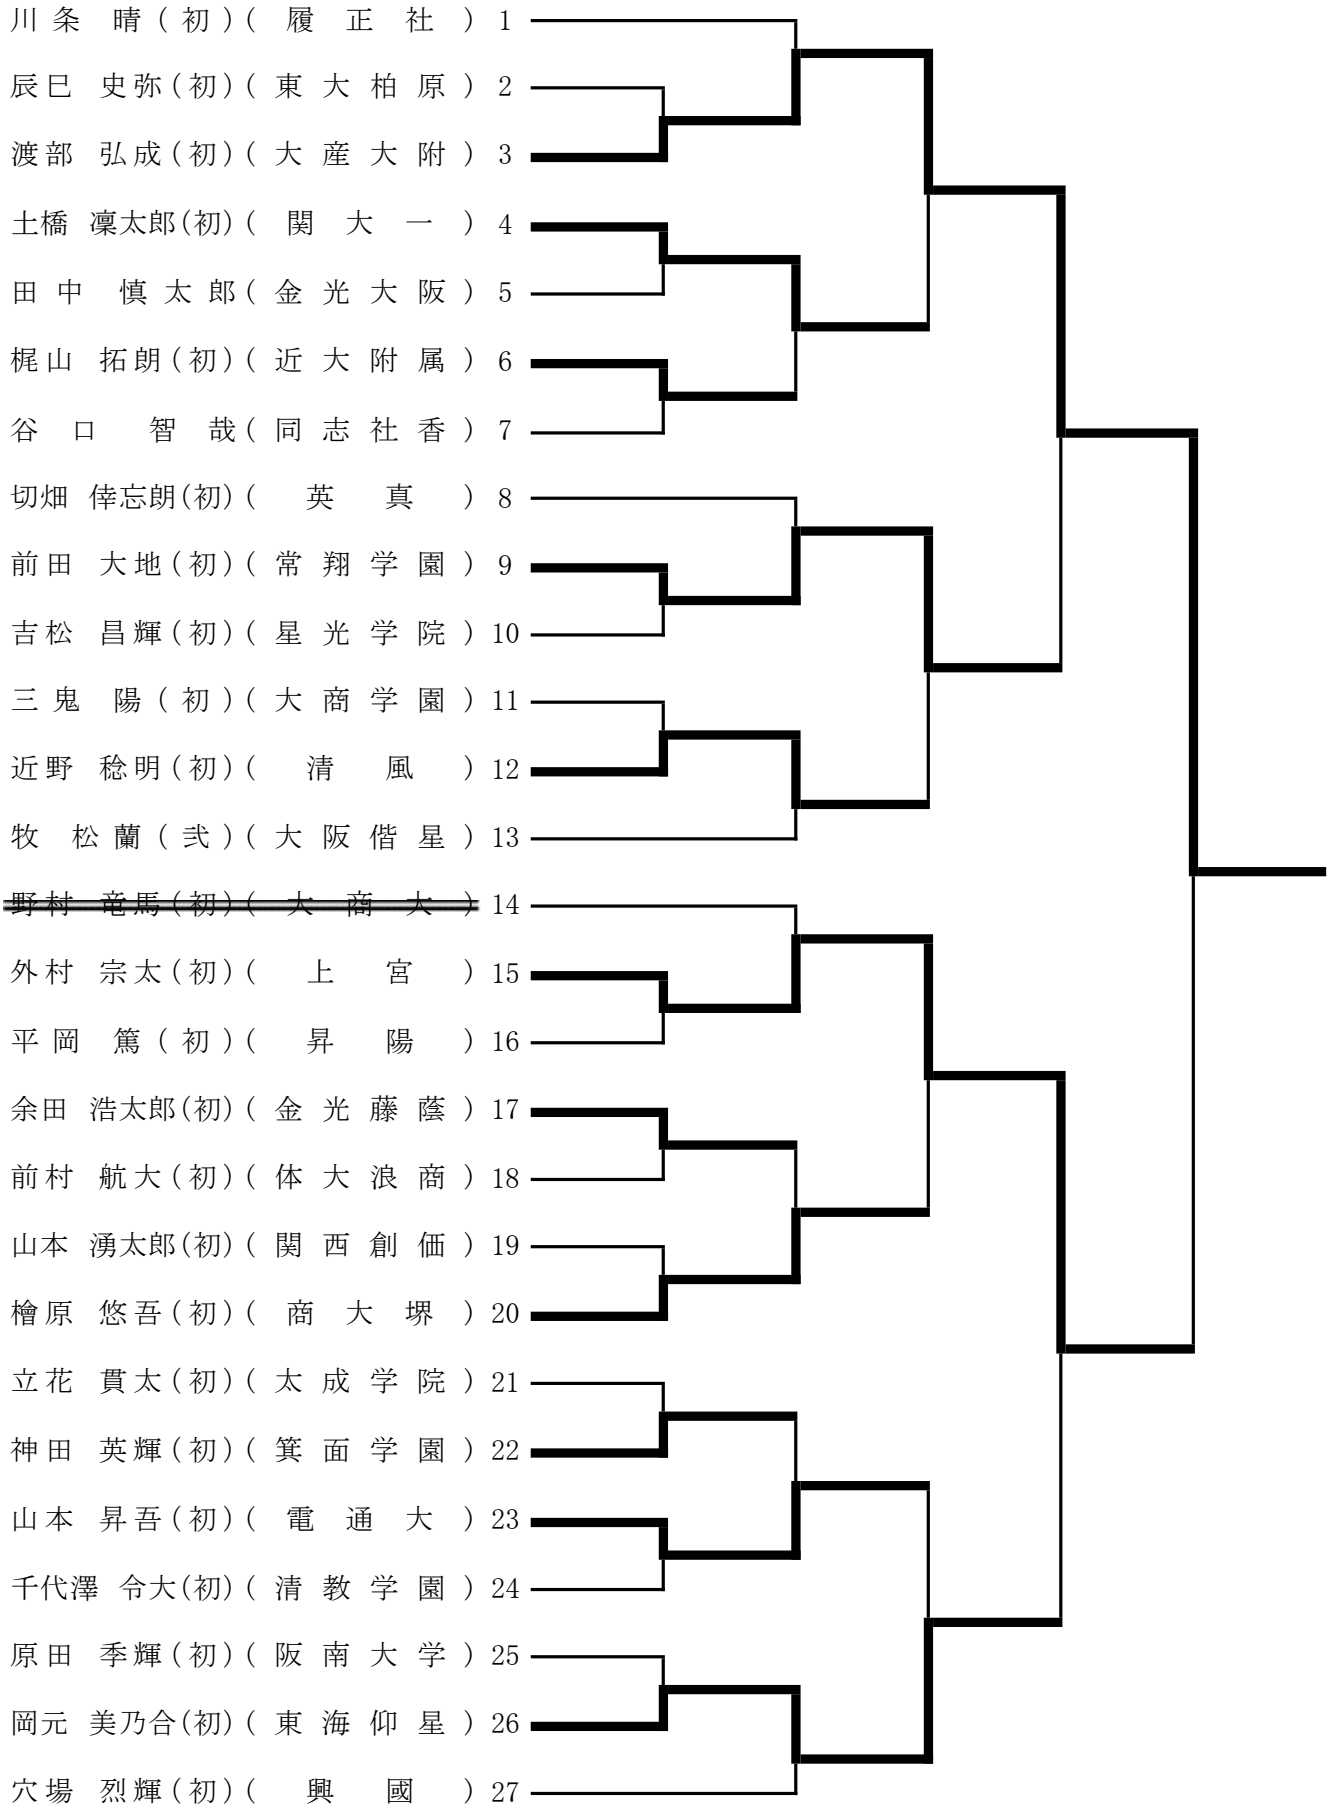 川条 晴(初)(履正社) 1
辰巳 史弥(初)(東大柏原) 2
渡部 弘成(初)(大産大附) 3
土橋 凜太郎(初)(関大一) 4
田中 慎太郎(金光大阪) 5
梶山 拓朗(初)(近大附属) 6
谷口 智哉(同志社香) 7
切畑 倖忘朗(初)(英真) 8
前田 大地(初)(常翔学園) 9
吉松 昌輝(初)(星光学院) 10
三鬼 陽(初)(大商学園) 11
近野 稔明(初)(清風) 12
牧 松蘭(弐)(大阪偕星) 13
野村 竜馬(初)(大商大) 14
外村 宗太(初)(上宮) 15
平岡 篤(初)(昇陽) 16
余田 浩太郎(初)(金光藤蔭) 17
前村 航大(初)(体大浪商) 18
山本 湧太郎(初)(関西創価) 19
檜原 悠吾(初)(商大堺) 20
立花 貫太(初)(太成学院) 21
神田 英輝(初)(箕面学園) 22
山本 昇吾(初)(電通大) 23
千代澤 令大(初)(清教学園) 24
原田 季輝(初)(阪南大学) 25
岡元 美乃合(初)(東海仰星) 26
穴場 烈輝(初)(興國) 27